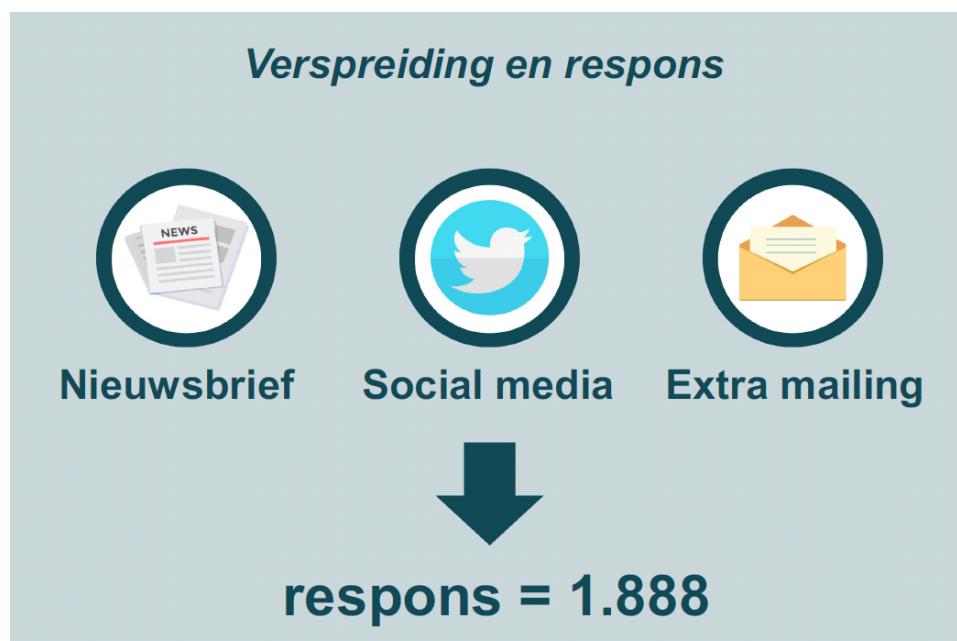 Verspreiding en respons
NEWS
Nieuwsbrief
Social media
Extra mailing
respons = 1.888